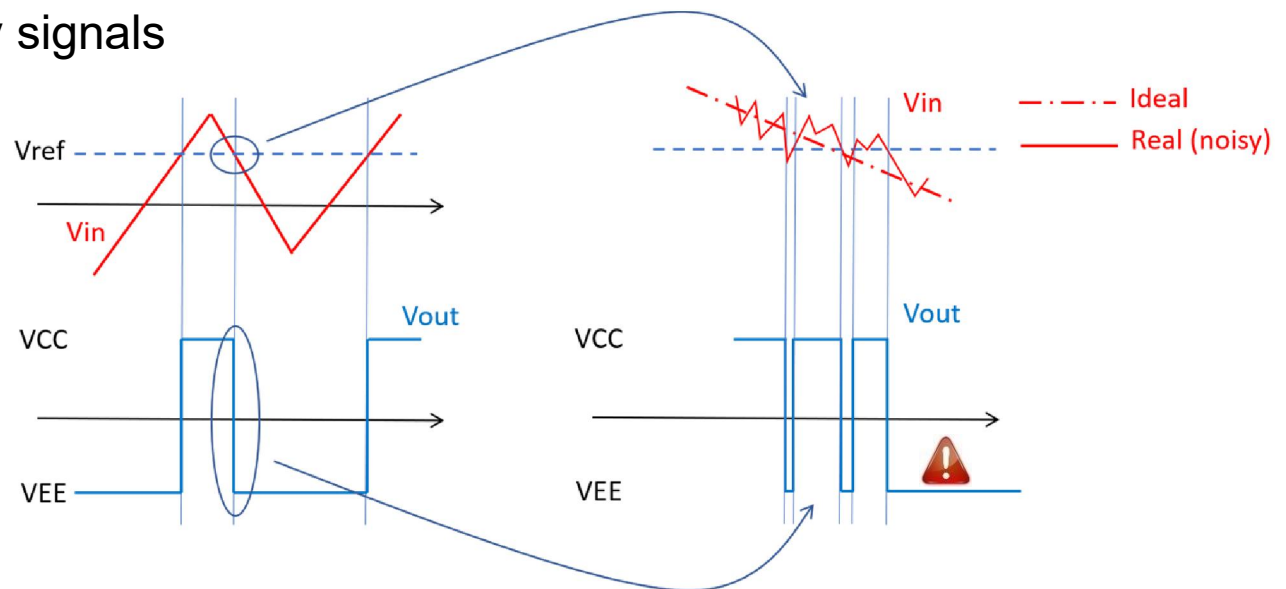 signals
Vref
Vin
VCC
Vout
VEE
Vin
Ideal
Real (noisy)
Vout
VCC
VEE
!